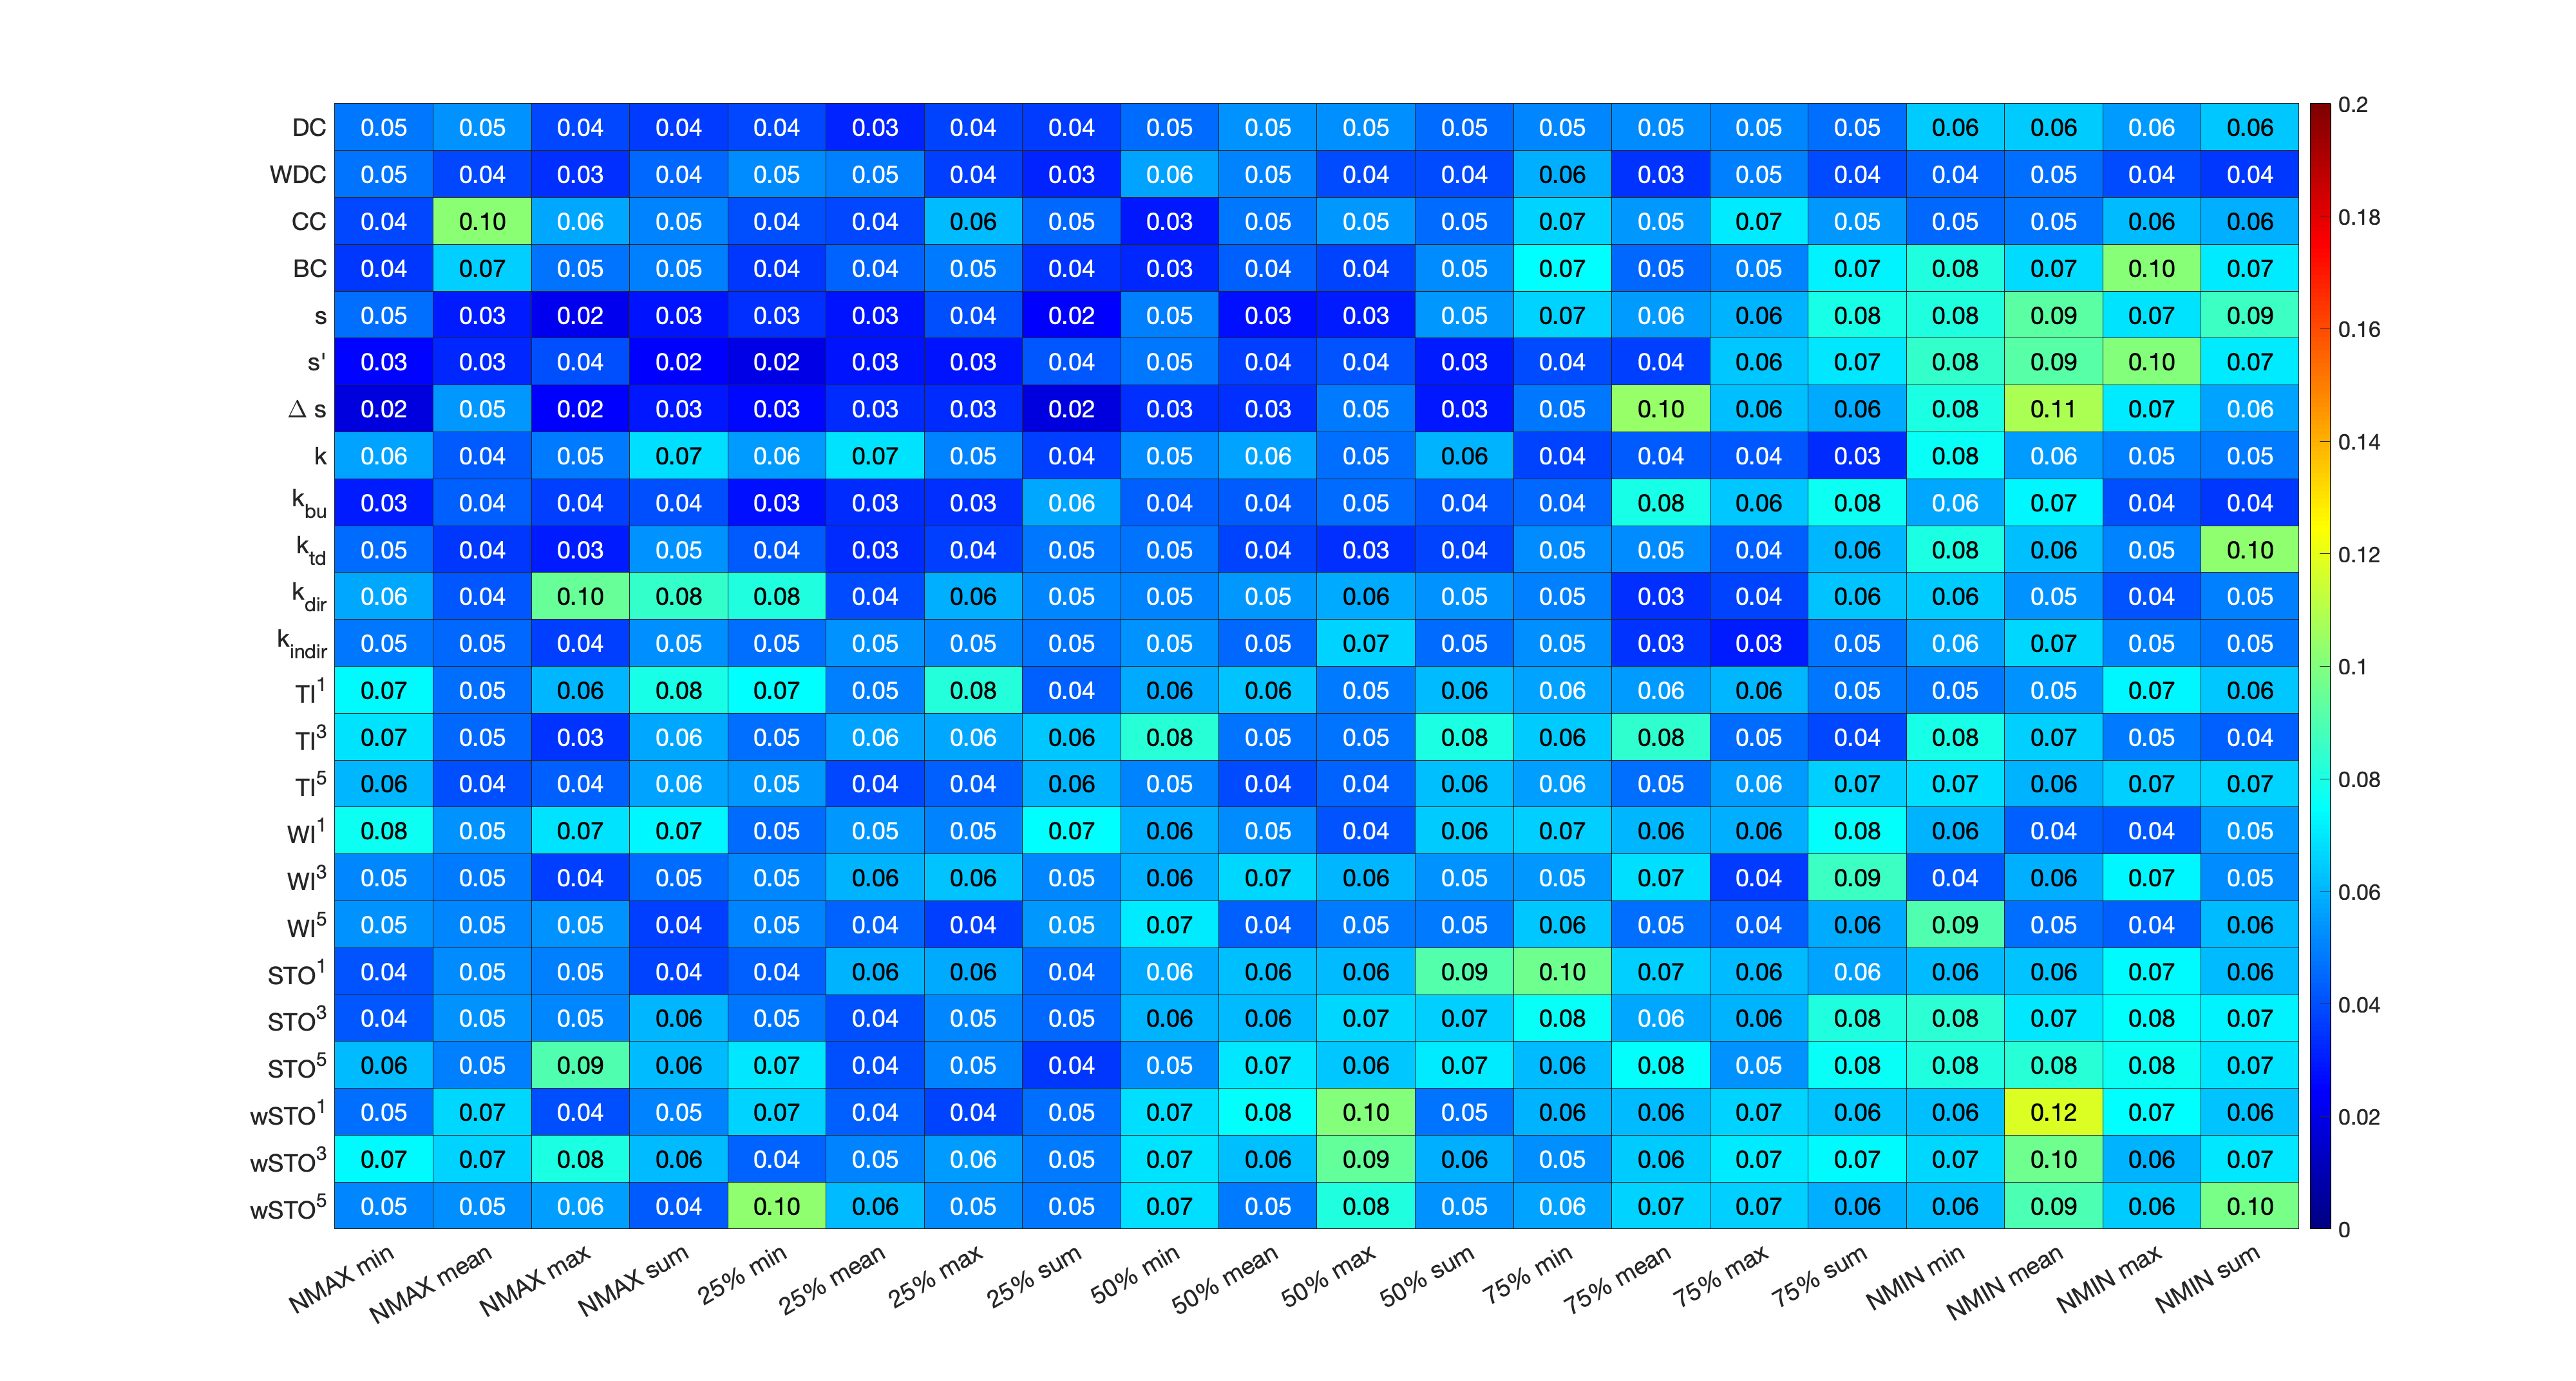 DC 0.05 0.05 0.04 0.04 0.04 0.03 0.04 0.04 0.05 0.05 0.05 0.05 0.05 0.05 0.05 0.05 0.06 0.06 0.06 0.06
WDC 0.05 0.04 0.03 0.04 0.05 0.05 0.04 0.03 0.06 0.05 0.04 0.04 0.06 0.03 0.05 0.04 0.04 0.05 0.04 0.04
CC 0.04 0.10 0.06 0.05 0.04 0.04 0.06 0.05 0.03 0.05 0.05 0.05 0.07 0.05 0.07 0.05 0.05 0.05 0.06 0.06
BC 0.04 0.07 0.05 0.05 0.04 0.04 0.05 0.04 0.03 0.04 0.04 0.05 0.07 0.05 0.05 0.07 0.08 0.07 0.10 0.07
s 0.05 0.03 0.02 0.03 0.03 0.03 0.04 0.02 0.05 0.03 0.03 0.05 0.07 0.06 0.06 0.08 0.08 0.09 0.07 0.09
s' 0.03 0.03 0.04 0.02 0.02 0.03 0.03 0.04 0.05 0.04 0.04 0.03 0.04 0.04 0.06 0.07 0.08 0.09 0.10 0.07
Δ s 0.02 0.05 0.02 0.03 0.03 0.03 0.03 0.02 0.03 0.03 0.05 0.03 0.05 0.10 0.06 0.06 0.08 0.11 0.07 0.06
k 0.06 0.04 0.05 0.07 0.06 0.07 0.05 0.04 0.05 0.06 0.05 0.06 0.04 0.04 0.04 0.03 0.08 0.06 0.05 0.05
k_bu 0.03 0.04 0.04 0.04 0.03 0.03 0.03 0.06 0.04 0.04 0.05 0.04 0.04 0.08 0.06 0.08 0.06 0.07 0.04 0.04
k_td 0.05 0.04 0.03 0.05 0.04 0.03 0.04 0.05 0.05 0.04 0.03 0.04 0.05 0.05 0.04 0.06 0.08 0.06 0.05 0.10
k_dir 0.06 0.04 0.10 0.08 0.08 0.04 0.06 0.05 0.05 0.05 0.06 0.05 0.05 0.03 0.04 0.06 0.06 0.05 0.04 0.05
k_indir 0.05 0.05 0.04 0.05 0.05 0.05 0.05 0.05 0.05 0.05 0.07 0.05 0.05 0.03 0.03 0.05 0.06 0.07 0.05 0.05
TI¹ 0.07 0.05 0.06 0.08 0.07 0.05 0.08 0.04 0.06 0.06 0.05 0.06 0.06 0.06 0.06 0.05 0.05 0.05 0.07 0.06
TI³ 0.07 0.05 0.03 0.06 0.05 0.06 0.06 0.06 0.08 0.05 0.05 0.08 0.06 0.08 0.05 0.04 0.08 0.07 0.05 0.04
TI⁵ 0.06 0.04 0.04 0.06 0.05 0.04 0.04 0.06 0.05 0.04 0.04 0.06 0.06 0.05 0.06 0.07 0.07 0.06 0.07 0.07
WI¹ 0.08 0.05 0.07 0.07 0.05 0.05 0.05 0.07 0.06 0.05 0.04 0.06 0.07 0.06 0.06 0.08 0.06 0.04 0.04 0.05
WI³ 0.05 0.05 0.04 0.05 0.05 0.06 0.06 0.05 0.06 0.07 0.06 0.05 0.05 0.07 0.04 0.09 0.04 0.06 0.07 0.05
WI⁵ 0.05 0.05 0.05 0.04 0.05 0.04 0.04 0.05 0.07 0.04 0.05 0.05 0.06 0.05 0.04 0.06 0.09 0.05 0.04 0.06
STO¹ 0.04 0.05 0.05 0.04 0.04 0.06 0.06 0.04 0.06 0.06 0.06 0.09 0.10 0.07 0.06 0.06 0.06 0.06 0.07 0.06
STO³ 0.04 0.05 0.05 0.06 0.05 0.04 0.05 0.05 0.06 0.06 0.07 0.07 0.08 0.06 0.06 0.08 0.08 0.07 0.08 0.07
STO⁵ 0.06 0.05 0.09 0.06 0.07 0.04 0.05 0.04 0.05 0.07 0.06 0.07 0.06 0.08 0.05 0.08 0.08 0.08 0.08 0.07
wSTO¹ 0.05 0.07 0.04 0.05 0.07 0.04 0.04 0.05 0.07 0.08 0.10 0.05 0.06 0.06 0.07 0.06 0.06 0.12 0.07 0.06
wSTO³ 0.07 0.07 0.08 0.06 0.04 0.05 0.06 0.05 0.07 0.06 0.09 0.06 0.05 0.06 0.07 0.07 0.07 0.10 0.06 0.07
wSTO⁵ 0.05 0.05 0.06 0.04 0.10 0.06 0.05 0.05 0.07 0.05 0.08 0.05 0.06 0.07 0.07 0.06 0.06 0.09 0.06 0.10
NMAX min NMAX mean NMAX max NMAX sum 25% min 25% mean 25% max 25% sum 50% min 50% mean 50% max 50% sum 75% min 75% mean 75% max 75% sum NMIN min NMIN mean NMIN max NMIN sum
0.2
0.18
0.16
0.14
0.12
0.1
0.08
0.06
0.04
0.02
0